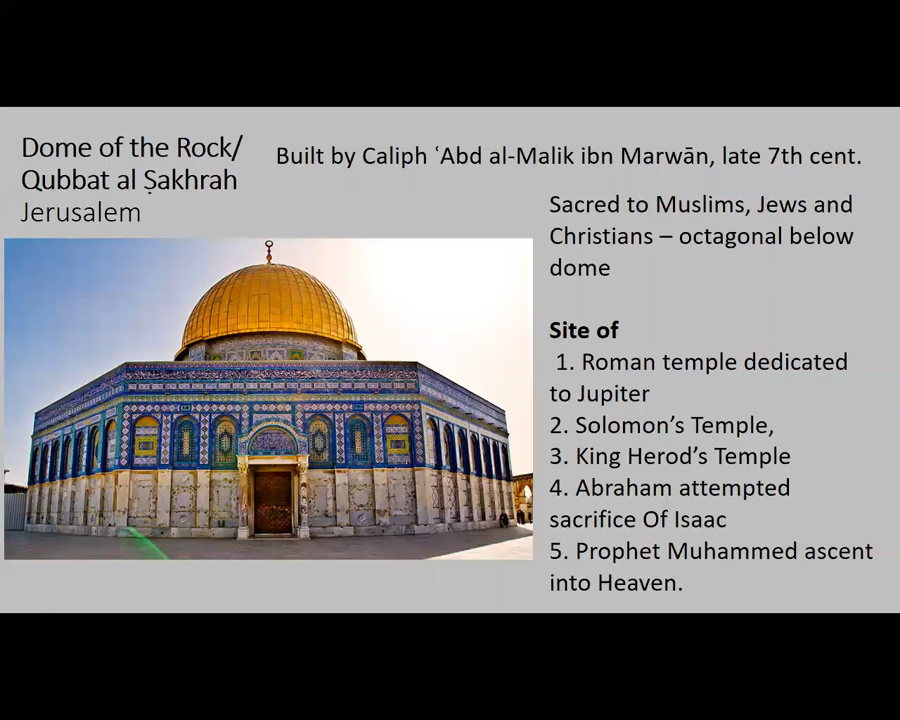 Dome of the Rock/
Qubbat al Ṣakhrah
Jerusalem
Built by Caliph ʿAbd al-Malik ibn Marwān, late 7th cent.
Sacred to Muslims, Jews and
Christians – octagonal below
dome
Site of
1. Roman temple dedicated
to Jupiter
2. Solomon’s Temple,
3. King Herod’s Temple
4. Abraham attempted
sacrifice Of Isaac
5. Prophet Muhammed ascent
into Heaven.